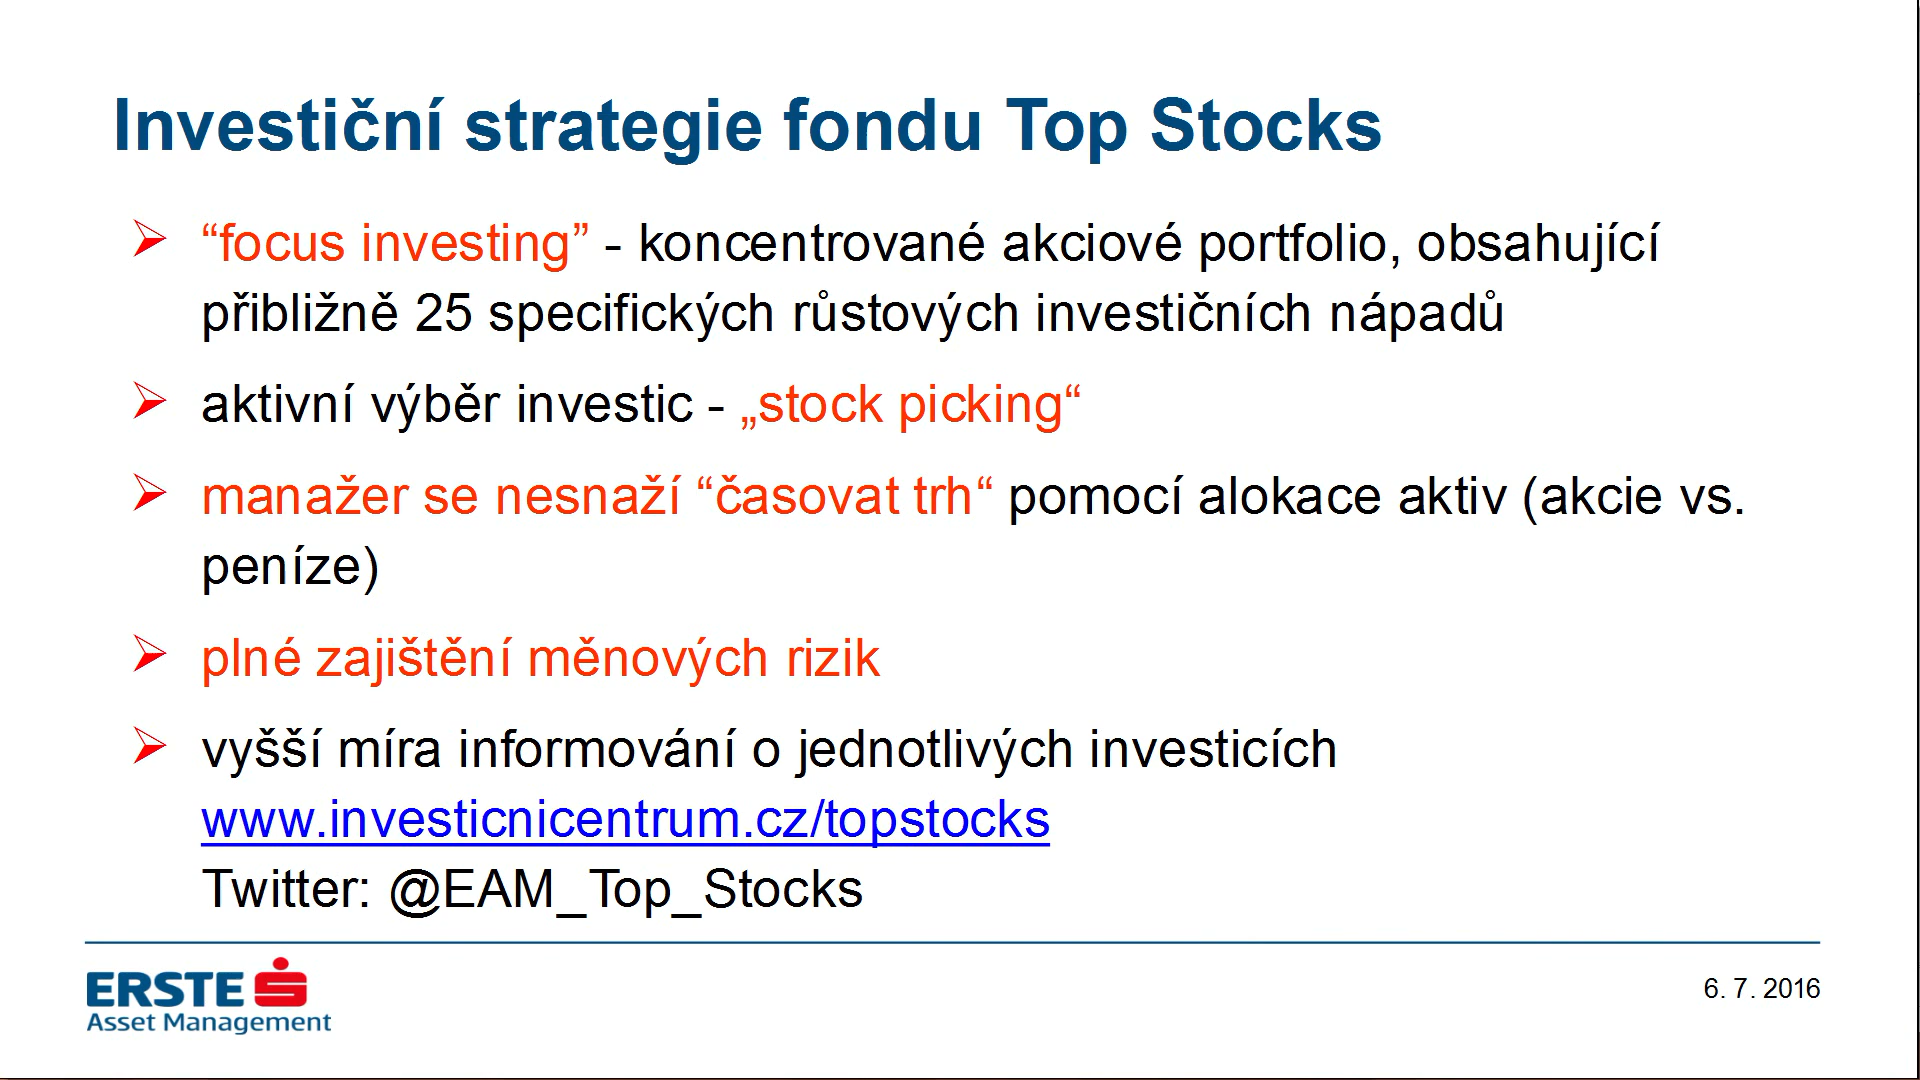 Investiční strategie fondu Top Stocks
“focus investing” - koncentrované akciové portfolio, obsahující
přibližně 25 specifických růstových investičních nápadů
aktivní výběr investic - „stock picking“
manažer se nesnaží “časovat trh“ pomocí alokace aktiv (akcie vs.
peníze)
plné zajištění měnových rizik
vyšší míra informování o jednotlivých investicích
www.investicnicentrum.cz/topstocks
Twitter: @EAM_Top_Stocks
ERSTE
Asset Management
6. 7. 2016